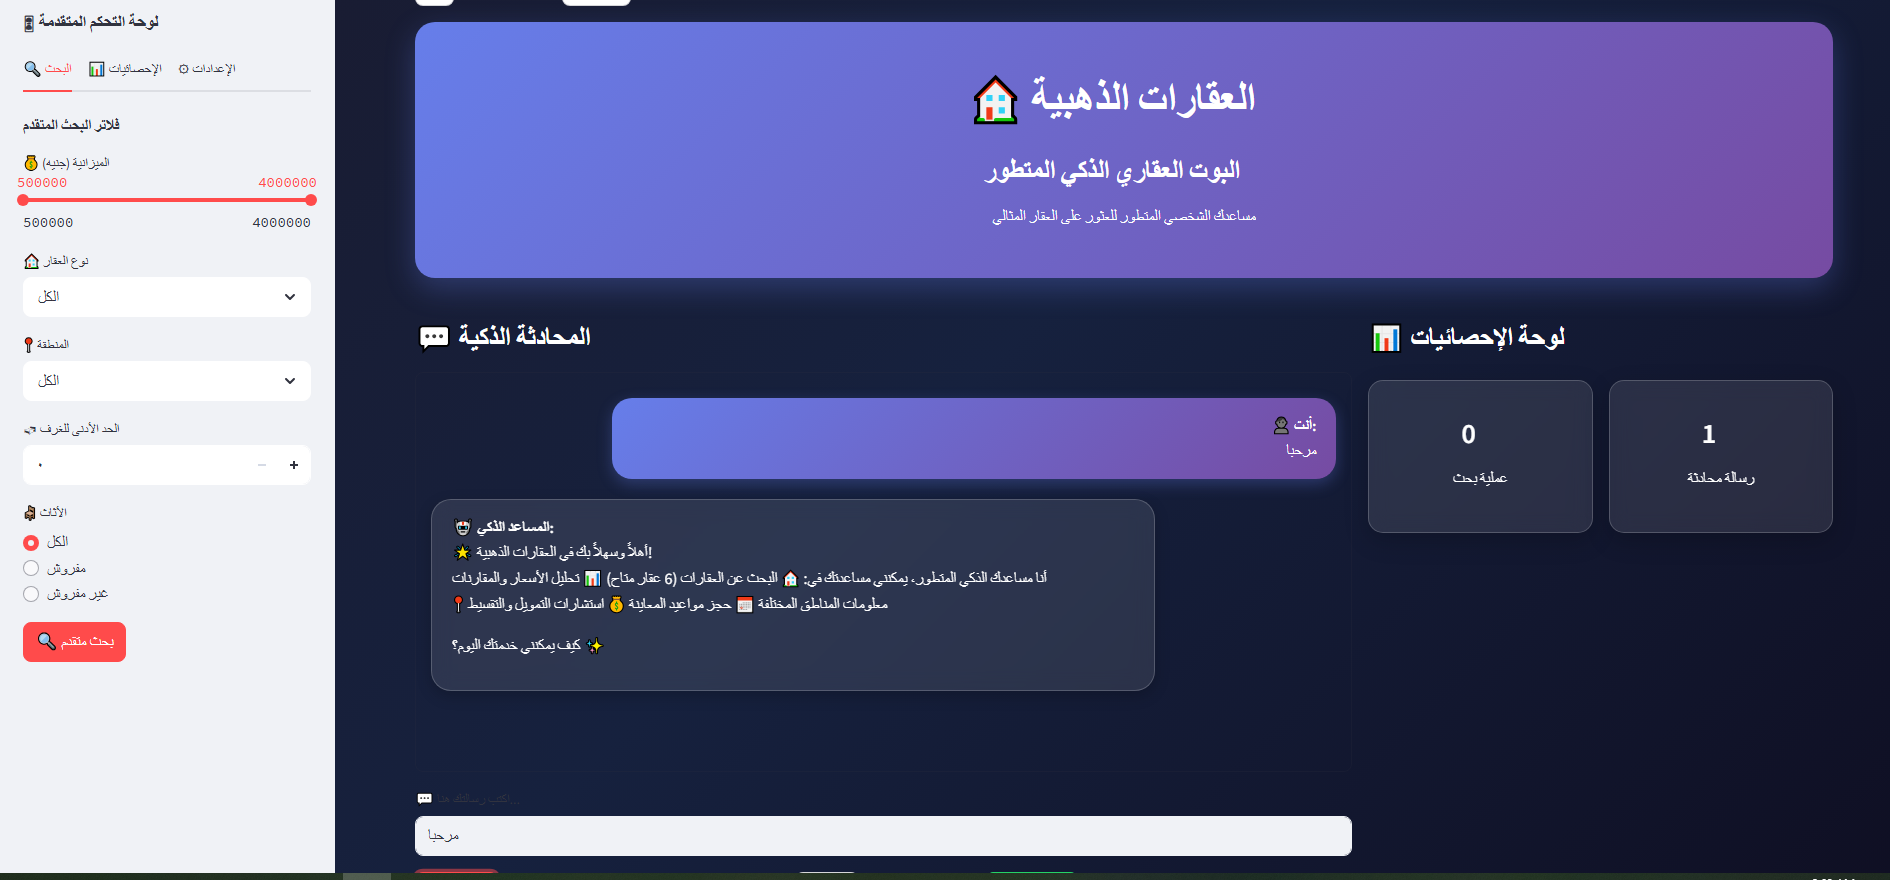 لوحة التحكم المتقدمة
البحث
الإحصائيات
الإعدادات
فلاتر البحث المتقدم
الميزانية (جنيه)
500000 4000000
500000 4000000
نوع العقار
الكل
المنطقة
الكل
الحد الأدنى للغرف
٠
الأثاث
الكل
مفروش
غير مفروش
بحث متقدم
العقارات الذهبية
البوت العقاري الذكي المتطور
مساعدك الشخصي المتطور للعثور على العقار المثالي
المحادثة الذكية
أنت:
مرحبا
المساعد الذكي:
أهلاً وسهلاً بك في العقارات الذهبية!
أنا مساعدك الذكي المتطور، يمكنني مساعدتك في: البحث عن العقارات (6 عقار متاح) تحليل الأسعار والمقارنات
معلومات المناطق المختلفة حجز مواعيد المعاينة استشارات التمويل والتقسيط
كيف يمكنني خدمتك اليوم؟
اكتب رسالتك هنا...
مرحبا
لوحة الإحصائيات
0
عملية بحث
1
رسالة محادثة